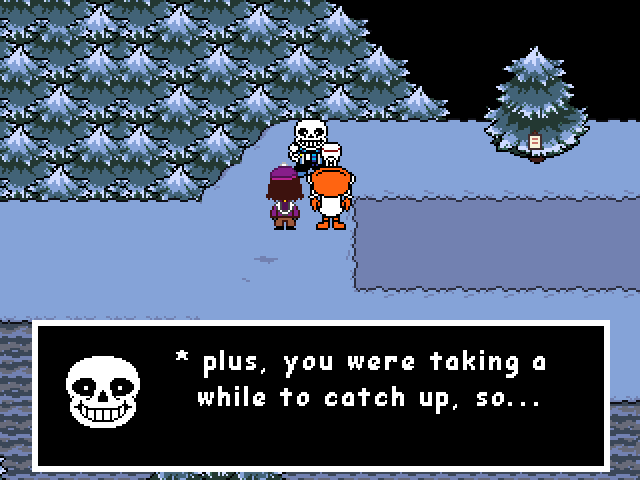 * plus, you were taking a
while to catch up, so...